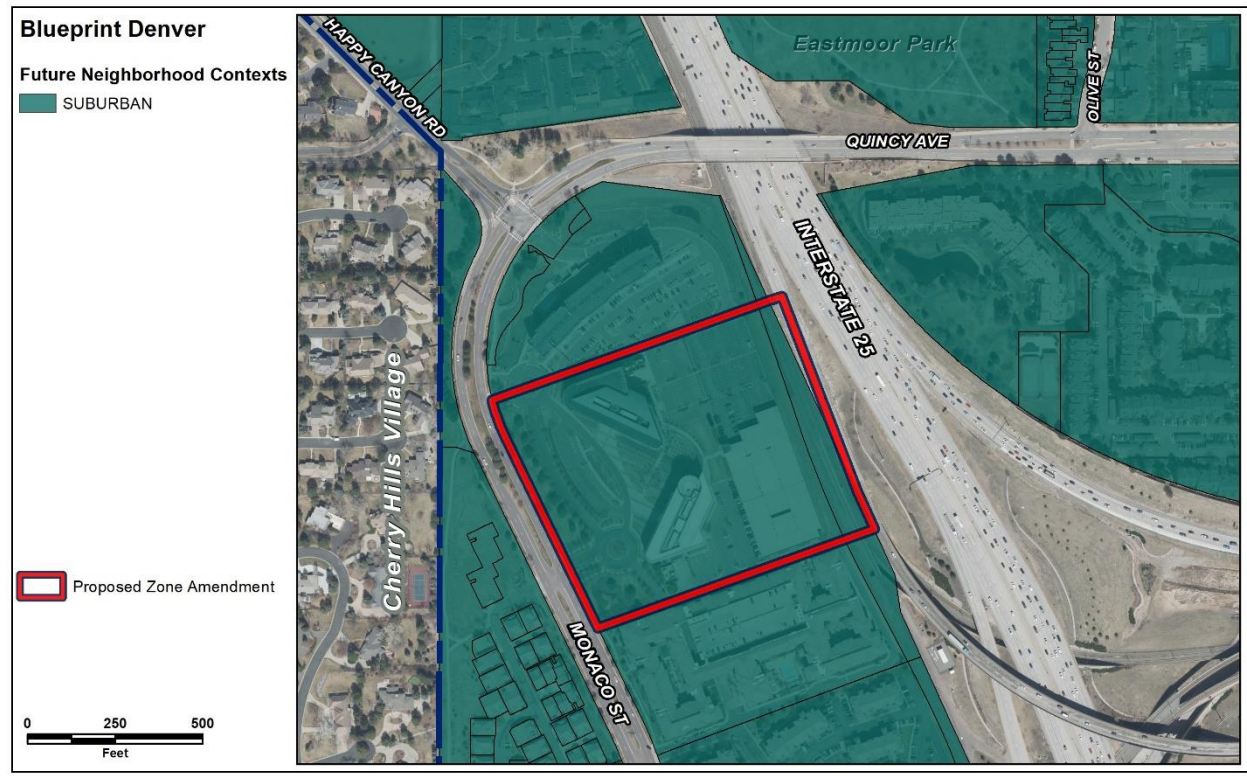 Blueprint Denver
Future Neighborhood Contexts
SUBURBAN
Proposed Zone Amendment
0 250 500
Feet
HAPPY CANYON RD
Eastmoor Park
OLIVE ST
QUINCY AVE
INTERSTATE 25
Cherry Hills Village
MONACO ST